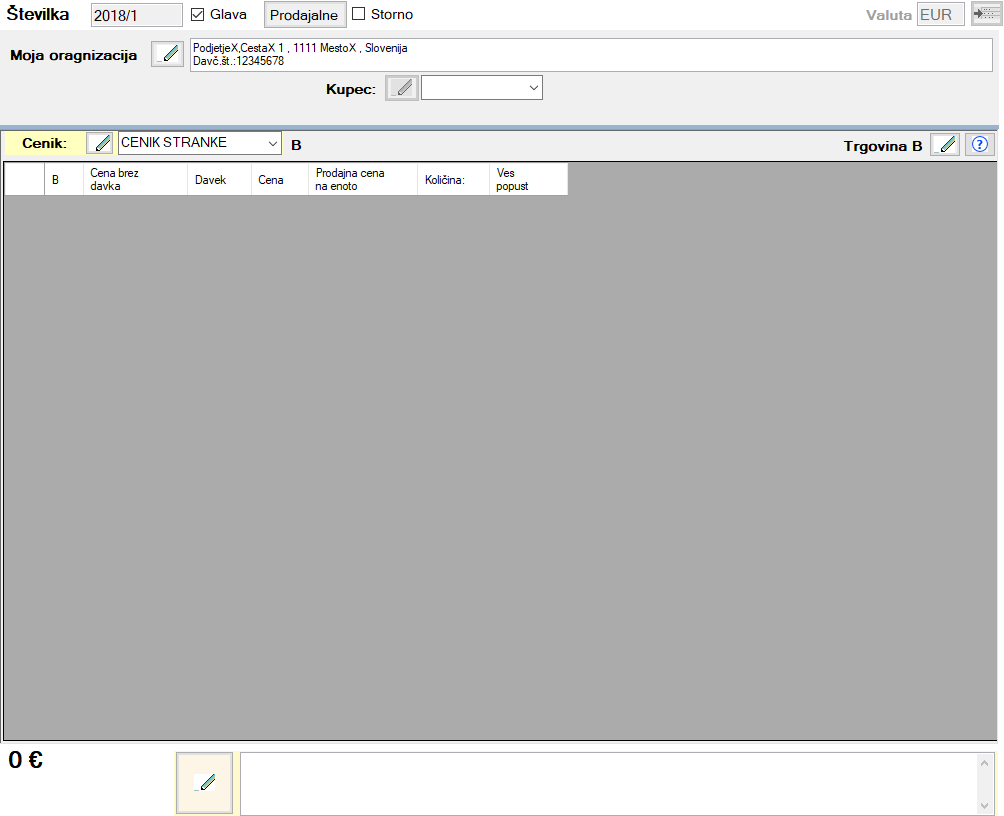 Številka 2018/1 Glava Prodajalne Storno Valuta EUR
Moja oragnizacija
PodjetjeX,CestaX 1 , 1111 MestoX , Slovenija
Davč.št.:12345678
Kupec:
Cenik: CENIK STRANKE B Trgovina B ?
B
Cena brez
davka
Davek
Cena
Prodajna cena
na enoto
Količina:
Ves
popust
0 €